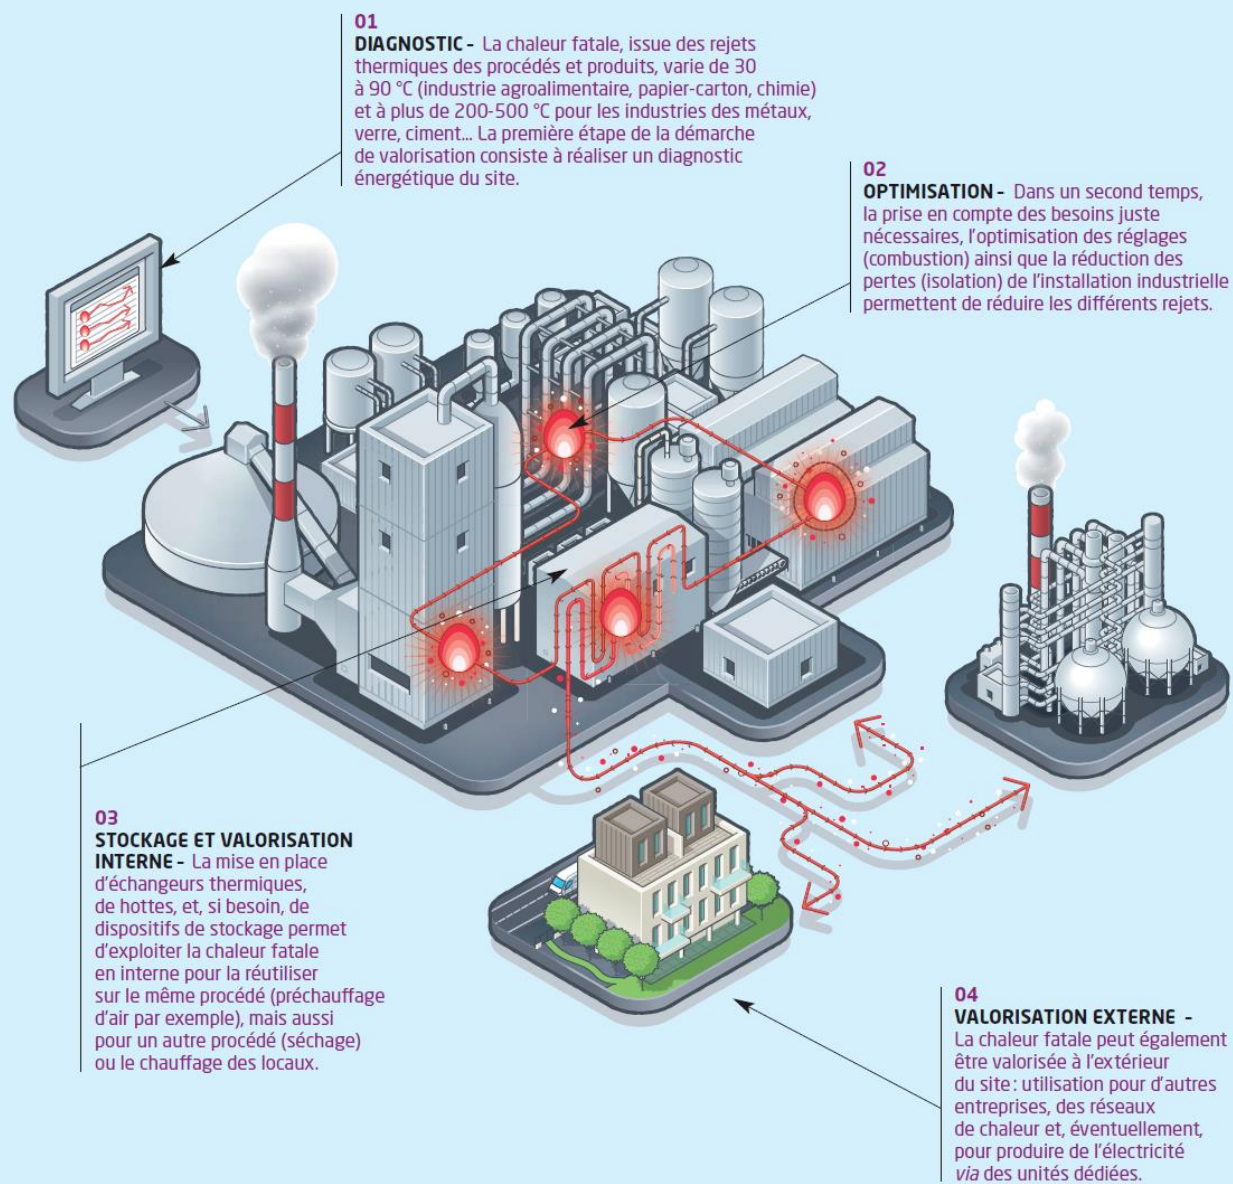 01
DIAGNOSTIC - La chaleur fatale, issue des rejets
thermiques des procédés et produits, varie de 30
à 90 °C (industrie agroalimentaire, papier-carton, chimie)
et à plus de 200-500 °C pour les industries des métaux,
verre, ciment... La première étape de la démarche
de valorisation consiste à réaliser un diagnostic
énergétique du site.
02
OPTIMISATION - Dans un second temps,
la prise en compte des besoins juste
nécessaires, l'optimisation des réglages
(combustion) ainsi que la réduction des
pertes (isolation) de l'installation industrielle
permettent de réduire les différents rejets.
03
STOCKAGE ET VALORISATION
INTERNE - La mise en place
d'échangeurs thermiques,
de hottes, et, si besoin, de
dispositifs de stockage permet
d'exploiter la chaleur fatale
en interne pour la réutiliser
sur le même procédé (préchauffage
d'air par exemple), mais aussi
pour un autre procédé (séchage)
ou le chauffage des locaux.
04
VALORISATION EXTERNE -
La chaleur fatale peut également
être valorisée à l'extérieur
du site : utilisation pour d'autres
entreprises, des réseaux
de chaleur et, éventuellement,
pour produire de l'électricité
via des unités dédiées.